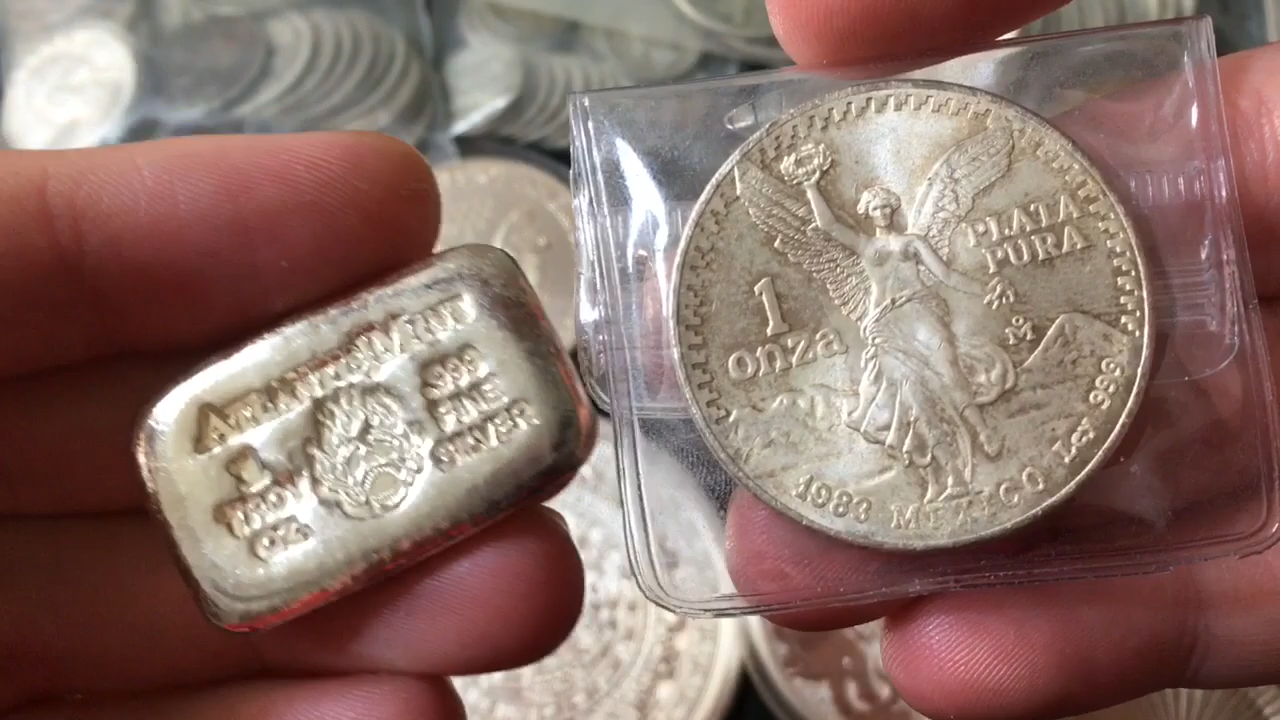 ATLANTIS MINT
1
TROY
OZ.
.999
FINE
SILVER
PLATA
PURA
1
onza
1983 MEXICO Ley 999